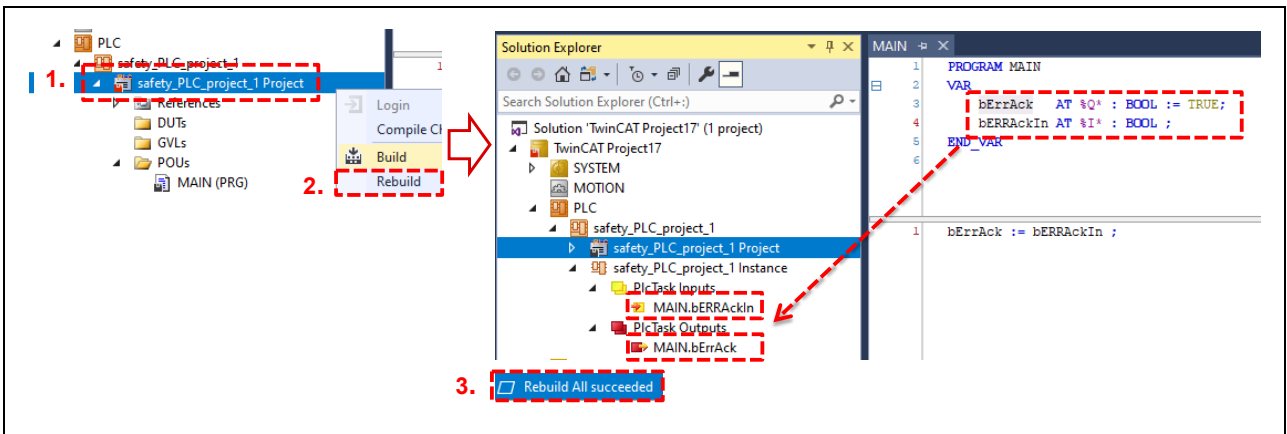 PLC
safety_PLC_project_1
1. safety_PLC_project_1 Project
References
DUTs
GVLs
POUs
MAIN (PRG)
1
Login
Compile
Build
2. Rebuild
Solution Explorer
Search Solution Explorer (Ctrl+:)
Solution 'TwinCAT Project17' (1 project)
TwinCAT Project17
SYSTEM
MOTION
PLC
safety_PLC_project_1
safety_PLC_project_1 Project
safety_PLC_project_1 Instance
PlcTask Inputs
MAIN.bERRAckIn
PlcTask Outputs
MAIN.bErrAck
3. Rebuild All succeeded
MAIN
1 PROGRAM MAIN
2 VAR
3 bErrAck AT %Q* : BOOL := TRUE;
4 bERRAckIn AT %I* : BOOL ;
5 END_VAR
6
1 bErrAck := bERRAckIn ;